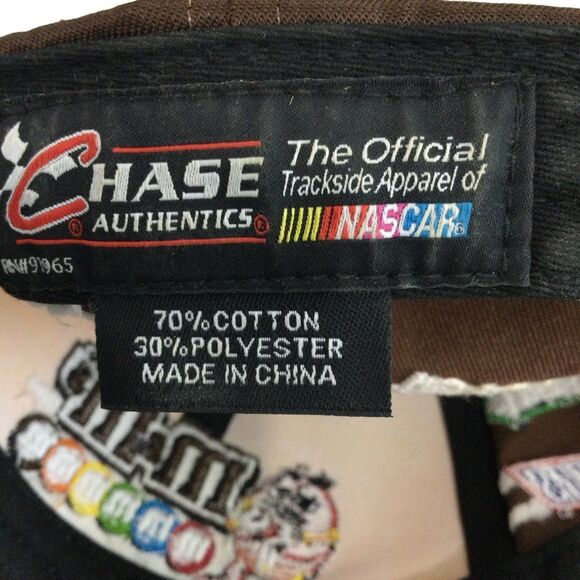 CHASE
AUTHENTICS®
The Official
Trackside Apparel of
NASCAR®
RN#91965
70% COTTON
30% POLYESTER
MADE IN CHINA